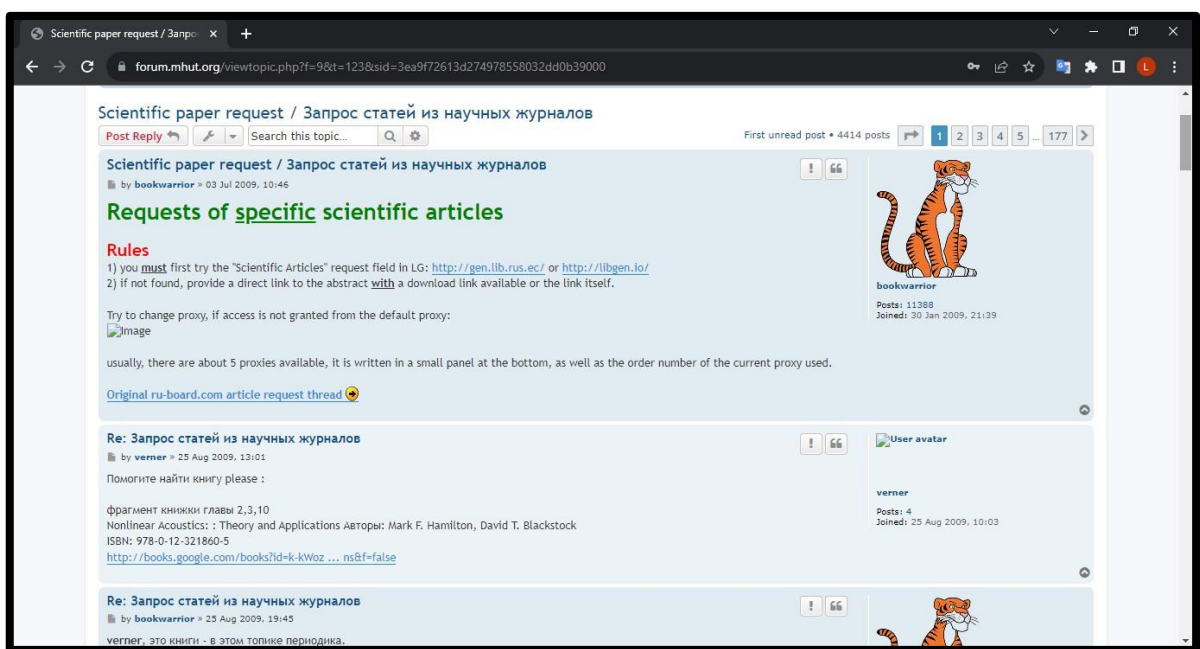 Scientific paper request / Запро
forum.mhut.org/viewtopic.php?f=9&t=123&sid=3ea9f72613d274978558032dd0b39000
L
Scientific paper request / Запрос статей из научных журналов
Post Reply
Search this topic...
First unread post • 4414 posts
1 2 3 4 5 ... 177
Scientific paper request / Запрос статей из научных журналов
by bookwarrior » 03 Jul 2009, 10:46
Requests of specific scientific articles
Rules
1) you must first try the "Scientific Articles" request field in LG: http://gen.lib.rus.ec/ or http://libgen.io/
2) if not found, provide a direct link to the abstract with a download link available or the link itself.
Try to change proxy, if access is not granted from the default proxy:
Image
usually, there are about 5 proxies available, it is written in a small panel at the bottom, as well as the order number of the current proxy used.
Original ru-board.com article request thread
bookwarrior
Posts: 11388
Joined: 30 Jan 2009, 21:39
Re: Запрос статей из научных журналов
by verner » 25 Aug 2009, 13:01
Помогите найти книгу please :
фрагмент книжки главы 2,3,10
Nonlinear Acoustics: : Theory and Applications Авторы: Mark F. Hamilton, David T. Blackstock
ISBN: 978-0-12-321860-5
http://books.google.com/books?id=k-kWoz ... ns&f=false
User avatar
verner
Posts: 4
Joined: 25 Aug 2009, 10:03
Re: Запрос статей из научных журналов
by bookwarrior » 25 Aug 2009, 19:45
verner, это книги - в этом топике периодика.